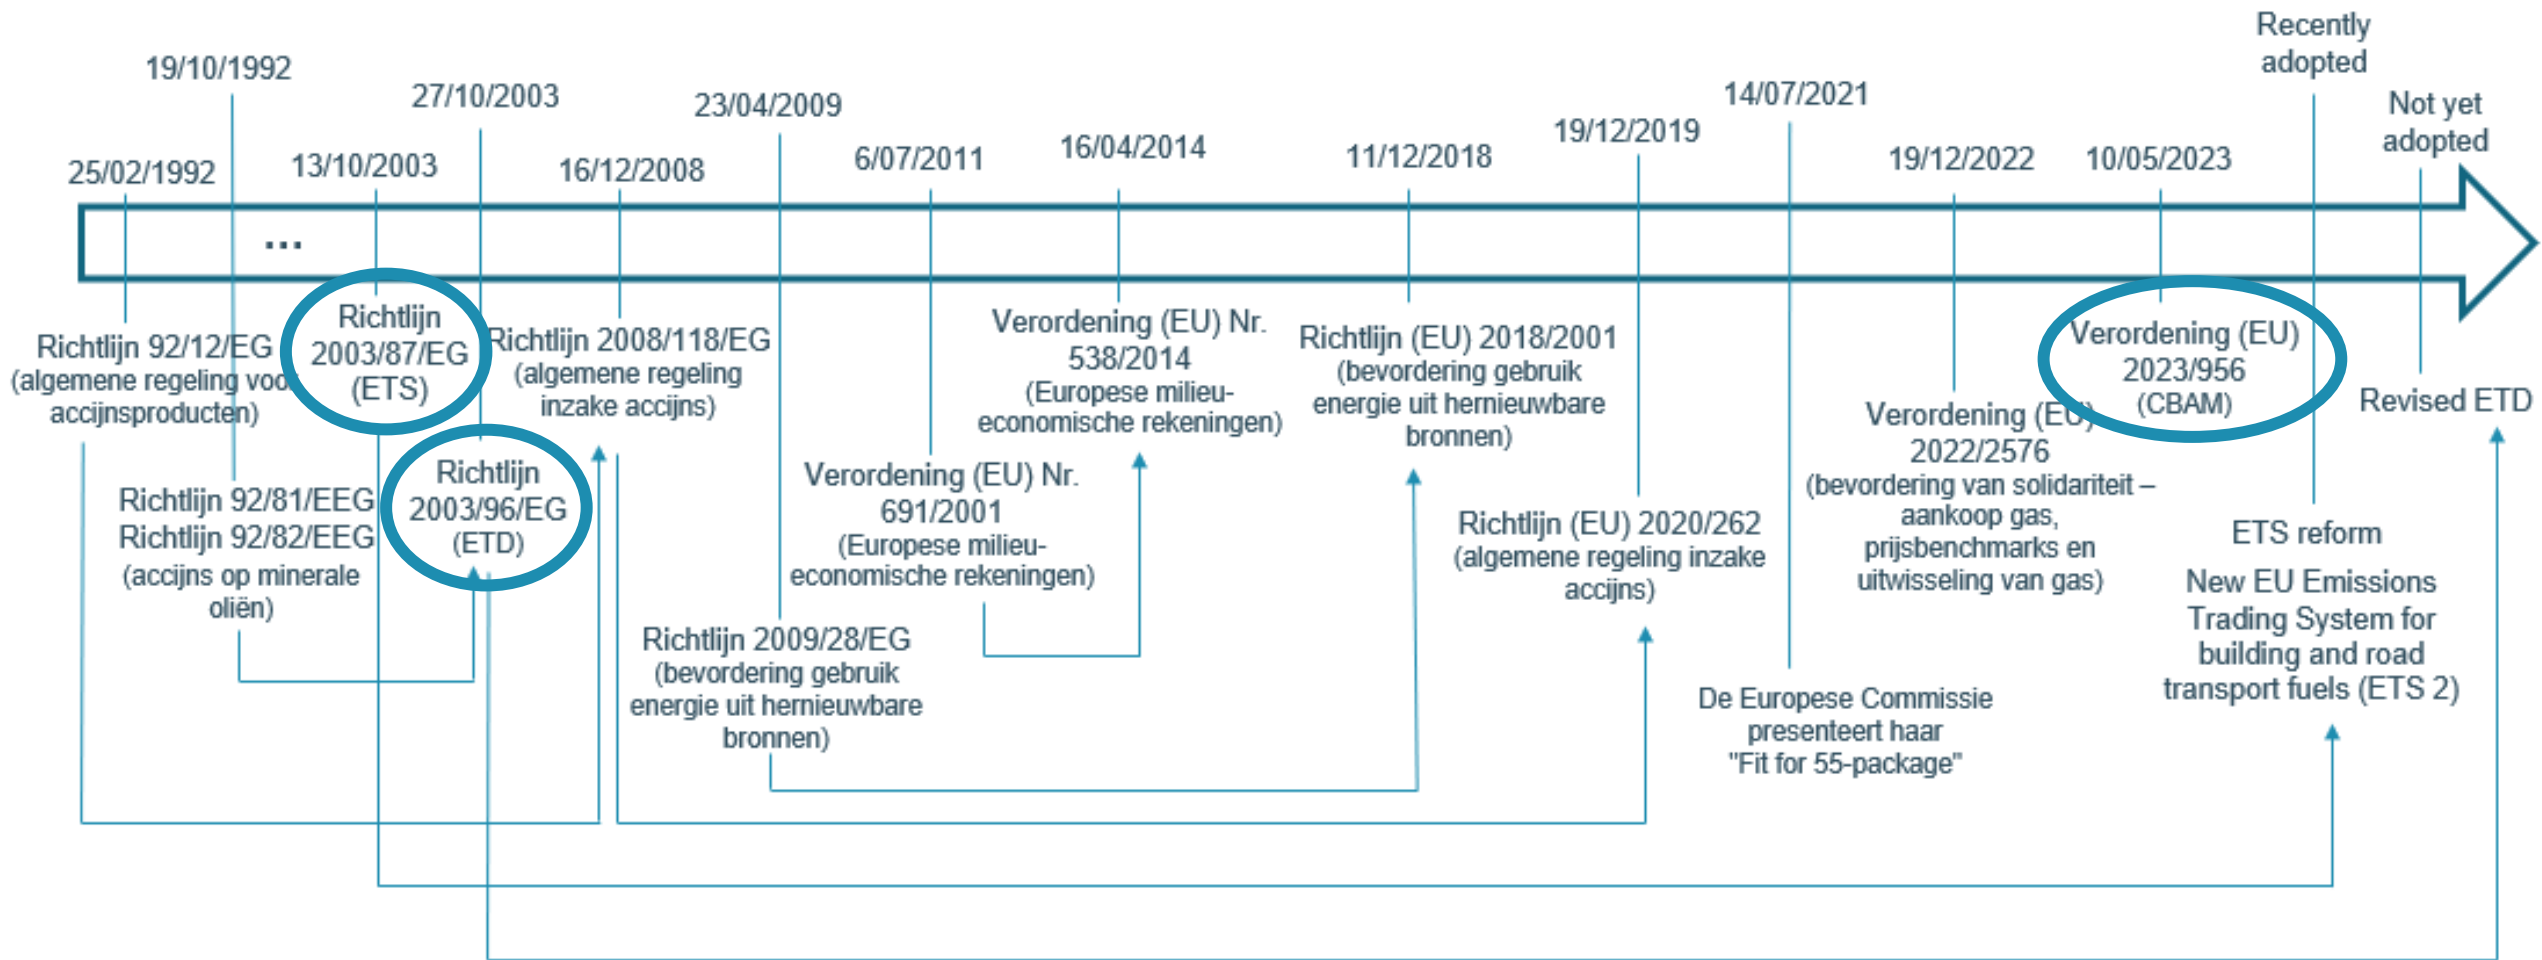 Recently
adopted
19/10/1992
27/10/2003
23/04/2009
14/07/2021
Not yet
adopted
25/02/1992
13/10/2003
16/12/2008
6/07/2011
16/04/2014
11/12/2018
19/12/2019
19/12/2022
10/05/2023
...
Richtlijn 92/12/EG
(algemene regeling voo
accijnsproducten)
Richtlijn 92/81/EEG
Richtlijn 92/82/EEG
(accijns op minerale
oliën)
Richtlijn
2003/87/EG
(ETS)
Richtlijn
2003/96/EG
(ETD)
Richtlijn 2008/118/EG
(algemene regeling
inzake accijns)
Richtlijn 2009/28/EG
(bevordering gebruik
energie uit hernieuwbare
bronnen)
Verordening (EU) Nr.
691/2001
(Europese milieu-
economische rekeningen)
Verordening (EU) Nr.
538/2014
(Europese milieu-
economische rekeningen)
Richtlijn (EU) 2018/2001
(bevordering gebruik
energie uit hernieuwbare
bronnen)
Richtlijn (EU) 2020/262
(algemene regeling inzake
accijns)
De Europese Commissie
presenteert haar
"Fit for 55-package"
Verordening (EU)
2022/2576
(bevordering van solidariteit –
aankoop gas,
prijsbenchmarks en
uitwisseling van gas)
Verordening (EU)
2023/956
(CBAM)
ETS reform
New EU Emissions
Trading System for
building and road
transport fuels (ETS 2)
Revised ETD